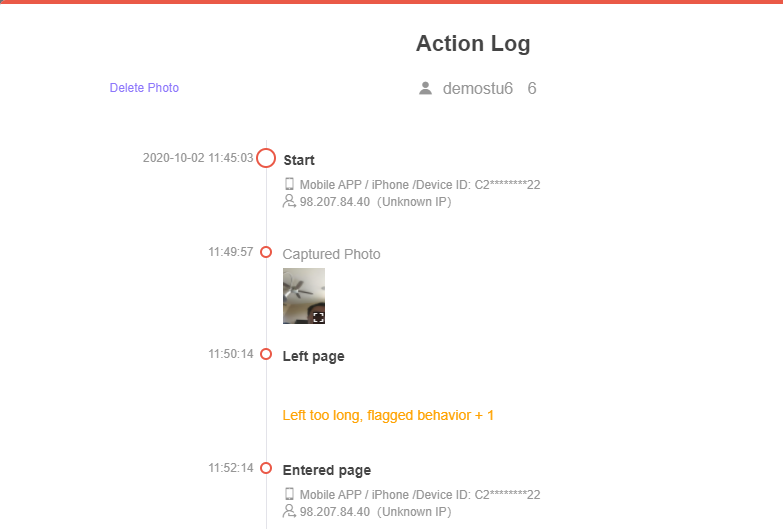 Action Log
Delete Photo
demostu6 6
2020-10-02 11:45:03 Start
Mobile APP / iPhone /Device ID: C2********22
98.207.84.40 (Unknown IP)
11:49:57 Captured Photo
11:50:14 Left page
Left too long, flagged behavior + 1
11:52:14 Entered page
Mobile APP / iPhone /Device ID: C2********22
98.207.84.40 (Unknown IP)